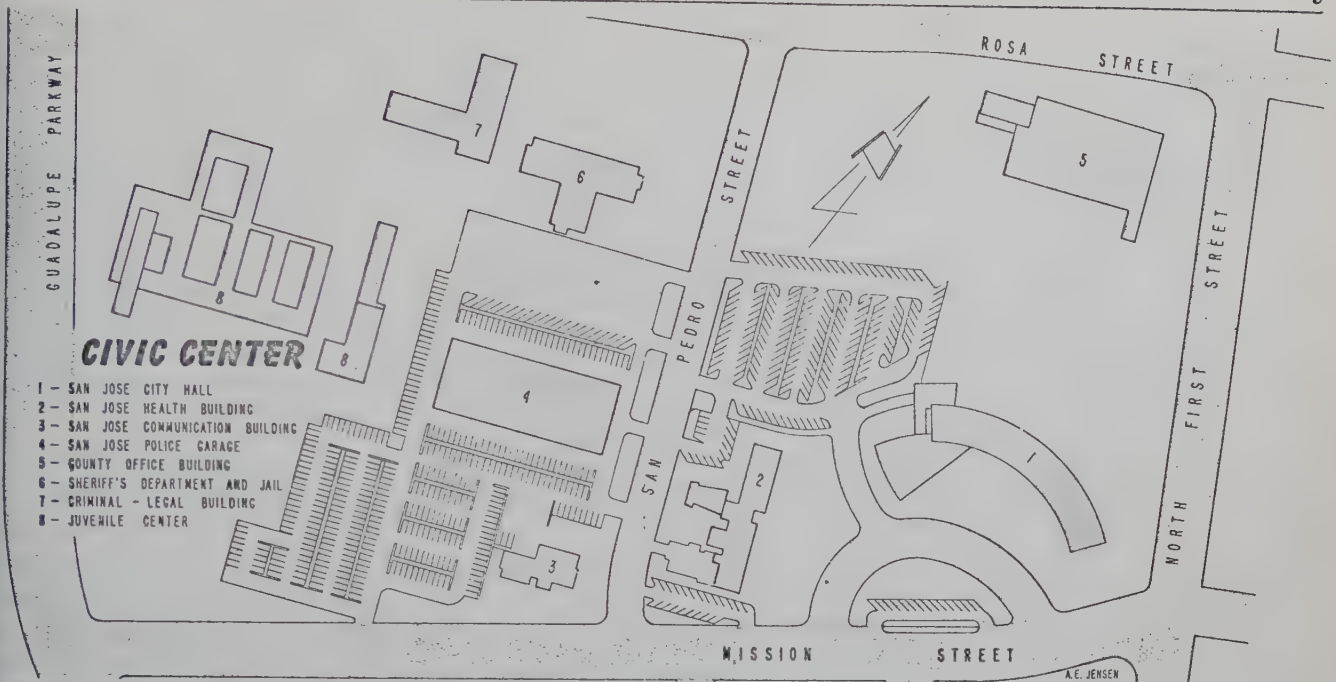 ROSA STREET
GUADALUPE PARKWAY
7
6
5
STREET
8
8
PEDRO
CIVIC CENTER
1 - SAN JOSE CITY HALL
2 - SAN JOSE HEALTH BUILDING
3 - SAN JOSE COMMUNICATION BUILDING
4 - SAN JOSE POLICE GARAGE
5 - COUNTY OFFICE BUILDING
6 - SHERIFF'S DEPARTMENT AND JAIL
7 - CRIMINAL - LEGAL BUILDING
8 - JUVENILE CENTER
4
SAN
2
1
3
NORTH FIRST STREET
MISSION STREET
A.E. JENSEN